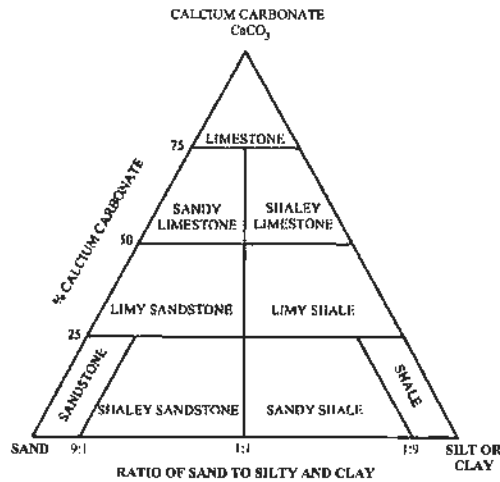 CALCIUM CARBONATE
CaCO3
LIMESTONE
75
% CALCIUM CARBONATE
SANDY
LIMESTONE
SHALEY
LIMESTONE
50
LIMY SANDSTONE
LIMY SHALE
25
SANDSTONE
SHALE
SHALEY SANDSTONE
SANDY SHALE
SAND
9:1
1:1
1:9
SILT OR
CLAY
RATIO OF SAND TO SILTY AND CLAY